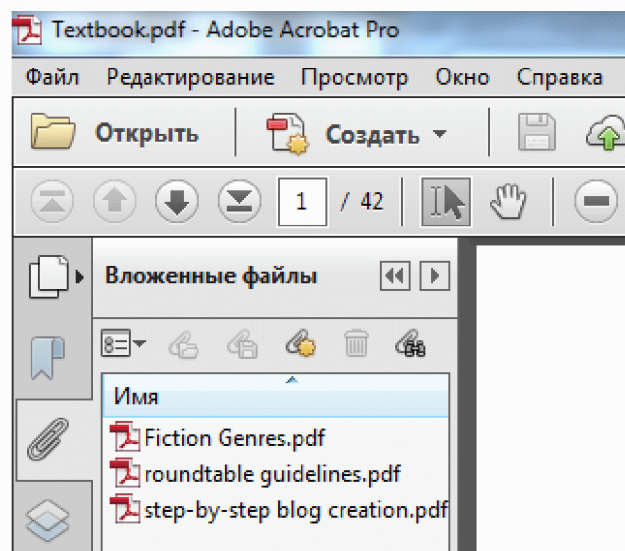 Textbook.pdf - Adobe Acrobat Pro
Файл Редактирование Просмотр Окно Справка
Открыть Создать
1 / 42
Вложенные файлы
Имя
Fiction Genres.pdf
roundtable guidelines.pdf
step-by-step blog creation.pdf